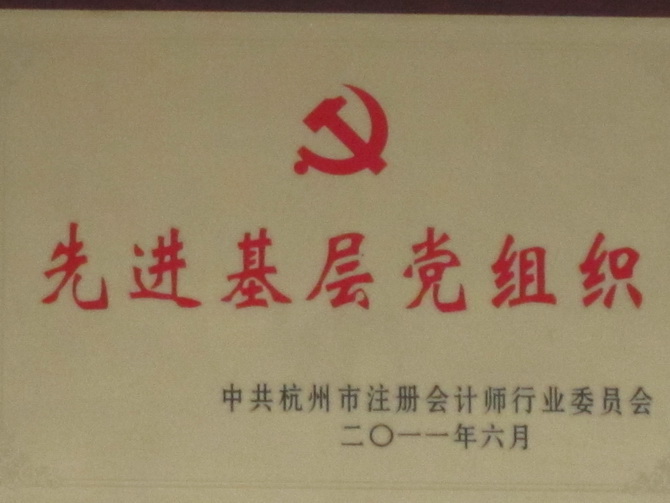 先进基层党组织
中共杭州市注册会计师行业委员会
二〇一一年六月